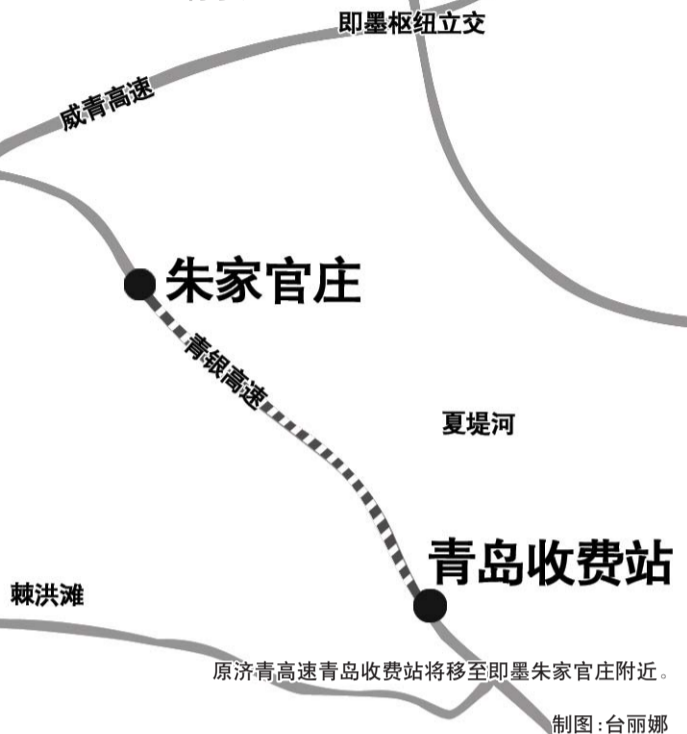 即墨枢纽立交
威青高速
朱家官庄
青银高速
夏堤河
青岛收费站
棘洪滩
原济青高速青岛收费站将移至即墨朱家官庄附近。
制图:台丽娜